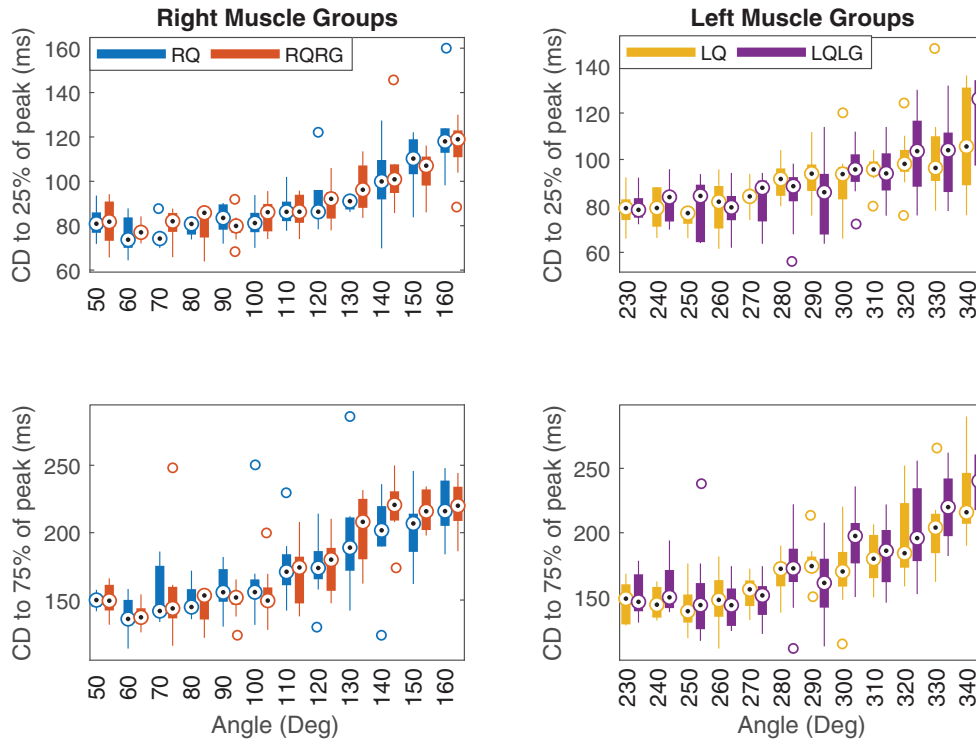 Right Muscle Groups
RQ RQRG
CD to 25% of peak (ms)
160
140
120
100
80
60
50 60 70 80 90 100 110 120 130 140 150 160
Left Muscle Groups
LQ LQLG
CD to 25% of peak (ms)
140
120
100
80
60
230 240 250 260 270 280 290 300 310 320 330 340
CD to 75% of peak (ms)
250
200
150
50 60 70 80 90 100 110 120 130 140 150 160
Angle (Deg)
CD to 75% of peak (ms)
250
200
150
230 240 250 260 270 280 290 300 310 320 330 340
Angle (Deg)